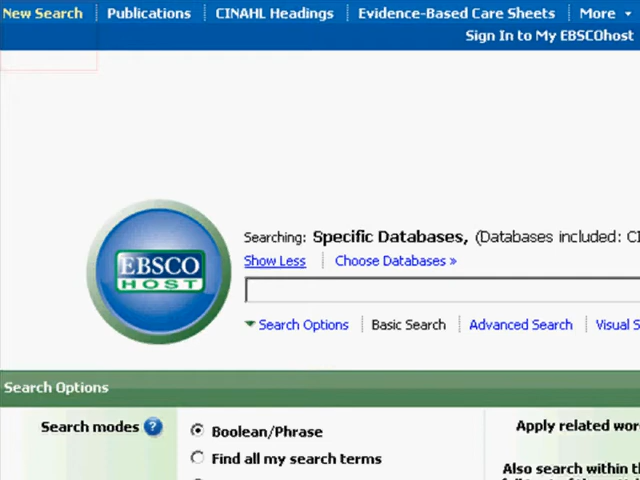 New Search Publications CINAHL Headings Evidence-Based Care Sheets More
Sign In to My EBSCOhost
Searching: Specific Databases, (Databases included: CI
Show Less Choose Databases »
EBSCO
HOST
Search Options Basic Search Advanced Search Visual S
Search Options
Search modes ? Boolean/Phrase Apply related wor
Find all my search terms
Also search within th